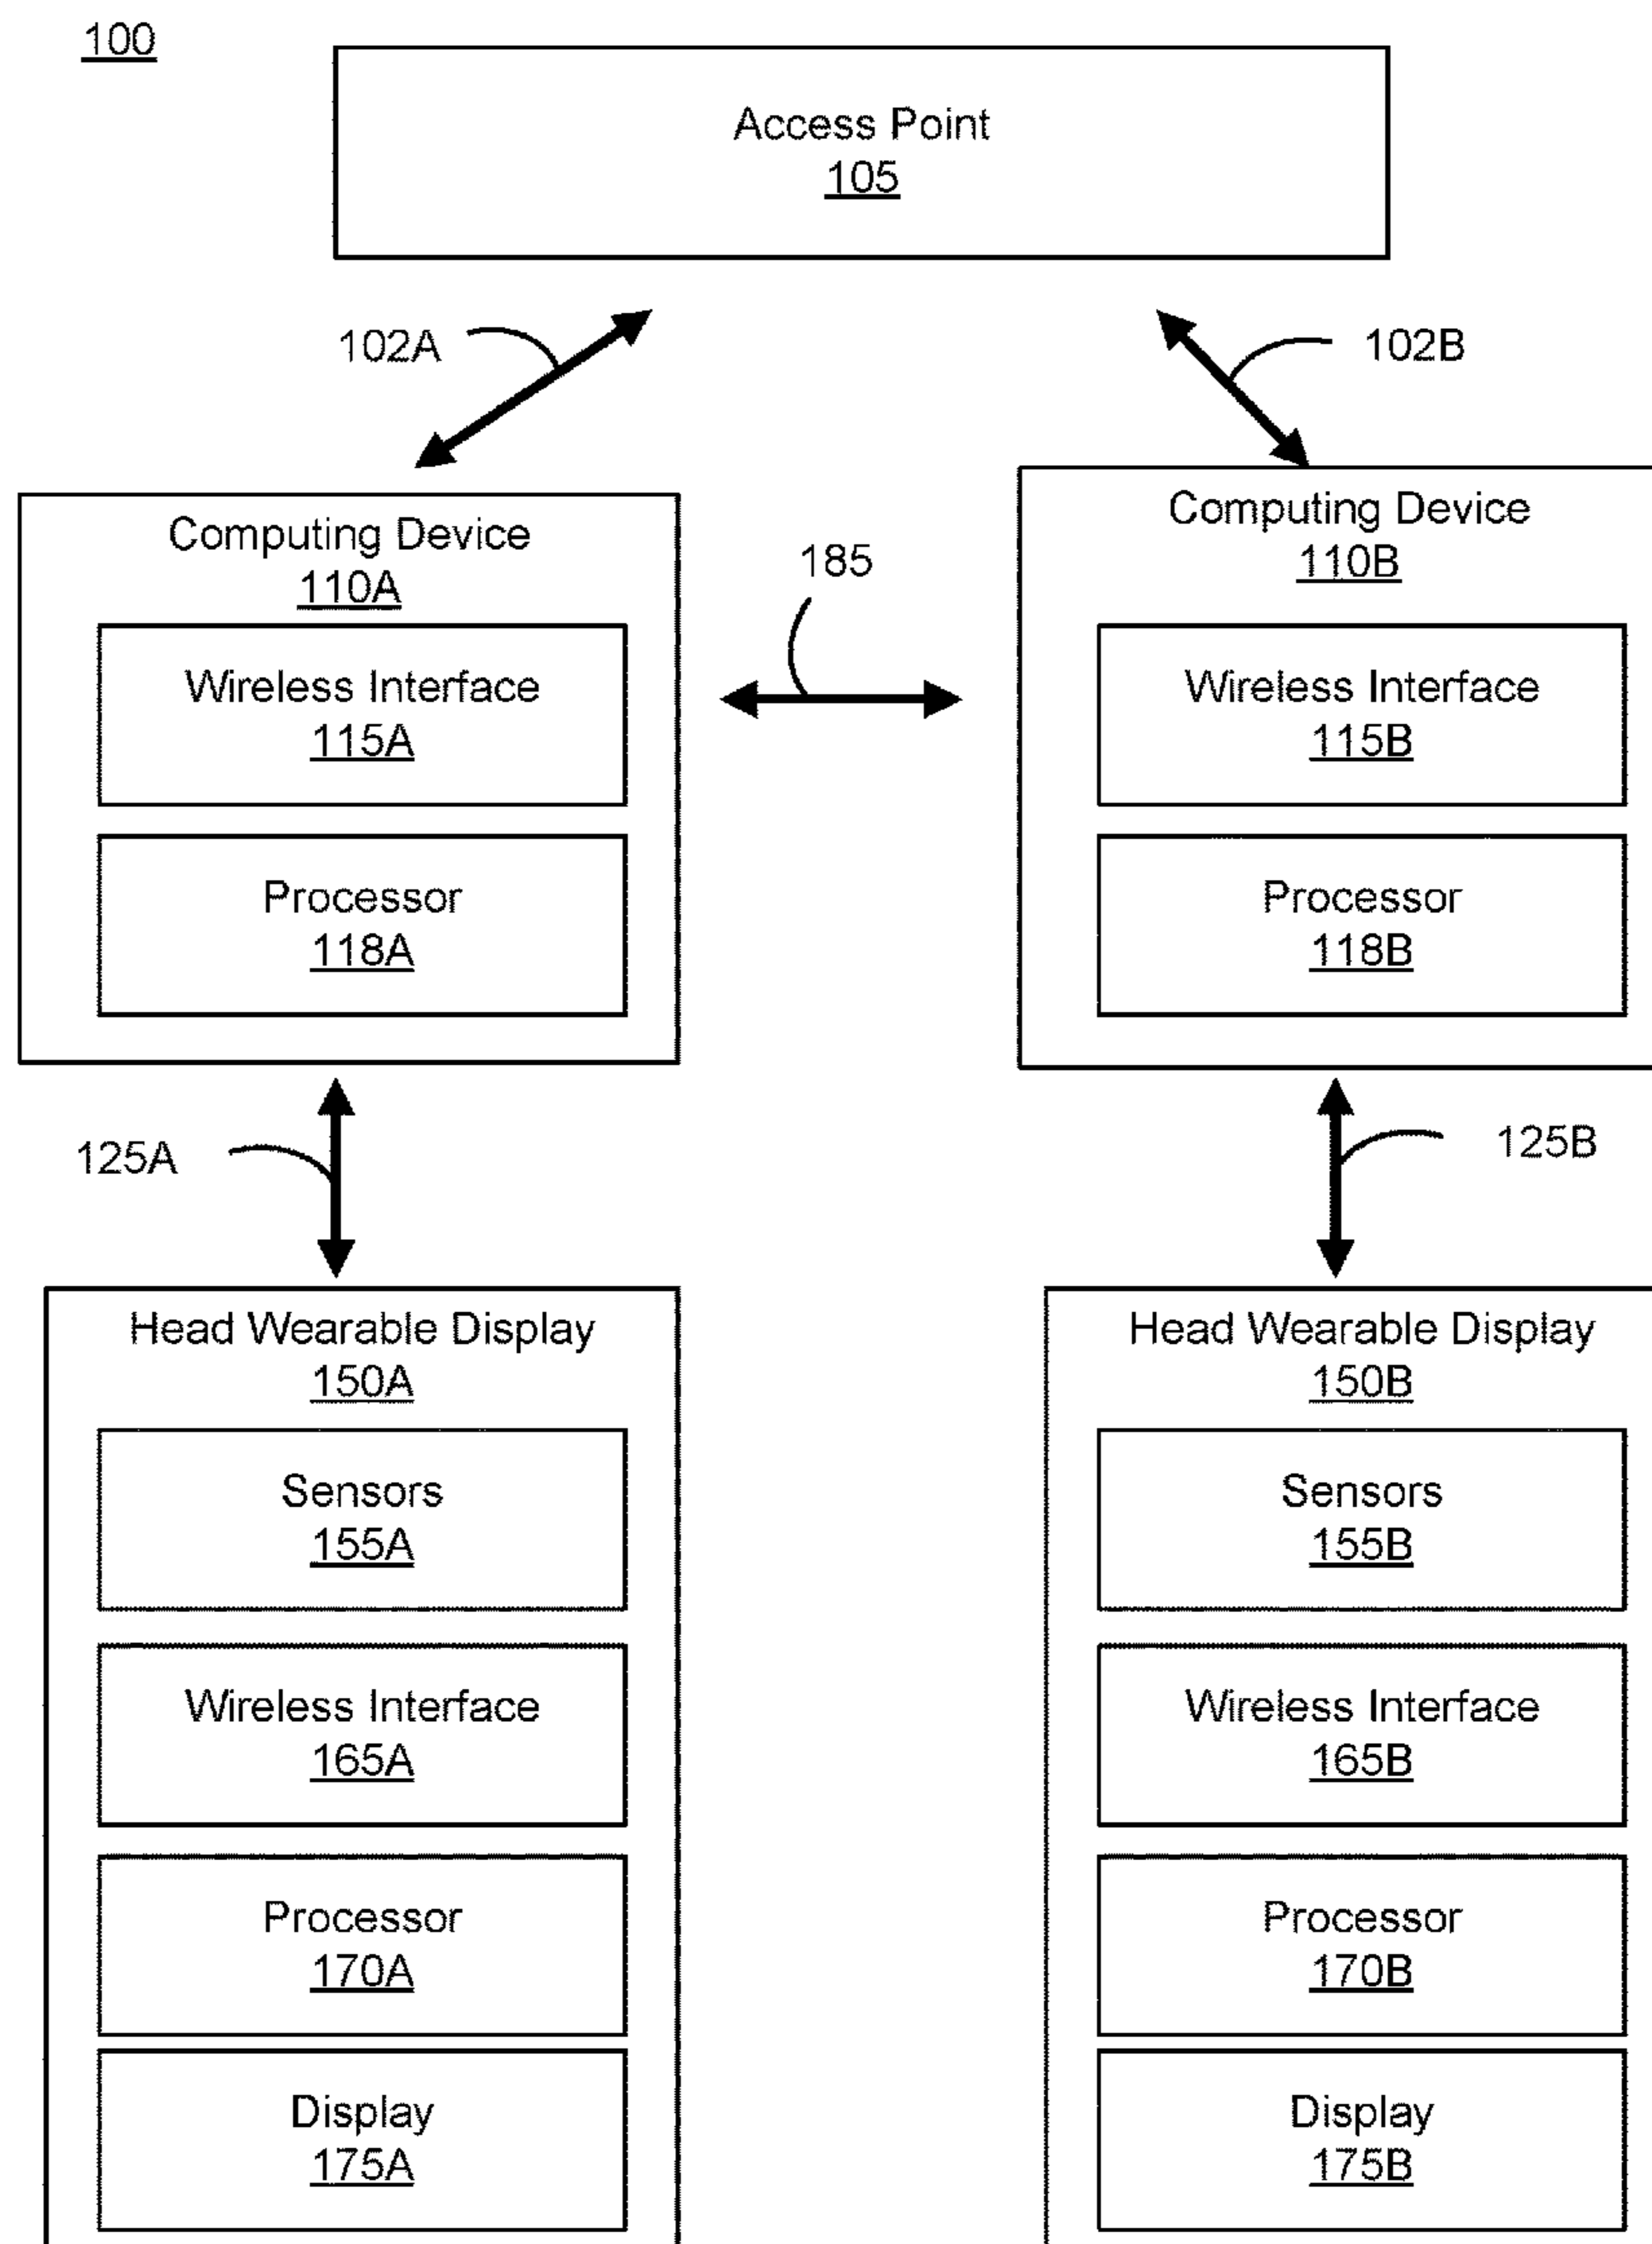 100
Access Point
105
102A
102B
Computing Device
110A
Wireless Interface
115A
Processor
118A
185
Computing Device
110B
Wireless Interface
115B
Processor
118B
125A
125B
Head Wearable Display
150A
Sensors
155A
Wireless Interface
165A
Processor
170A
Display
175A
Head Wearable Display
150B
Sensors
155B
Wireless Interface
165B
Processor
170B
Display
175B